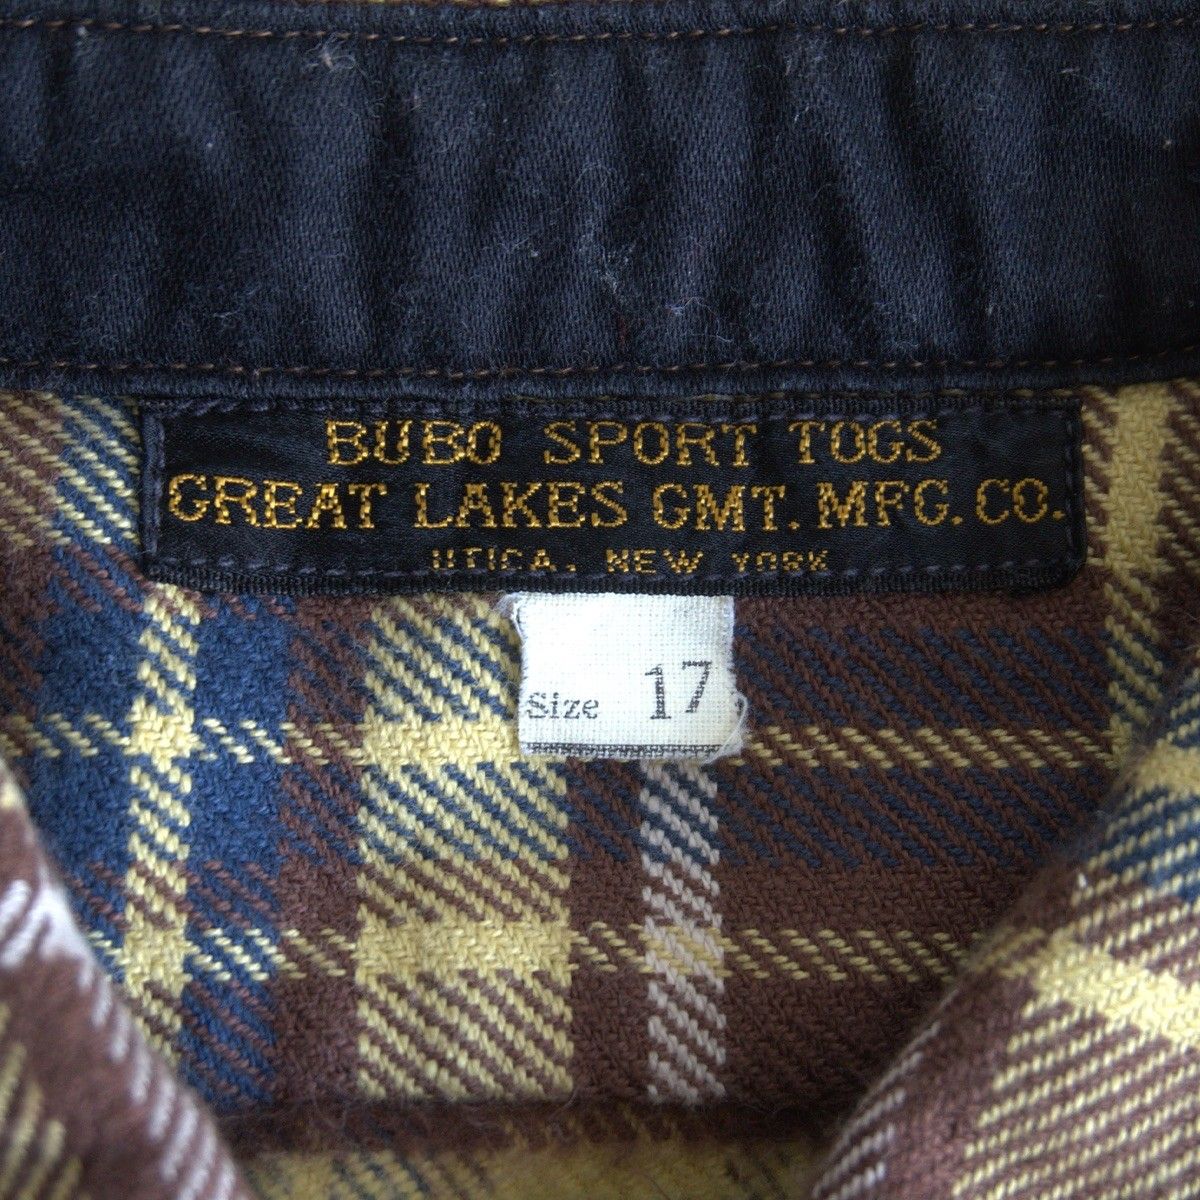 BUBO SPORT TOGS
GREAT LAKES GMT. MFG. CO.
UTICA, NEW YORK
Size 17